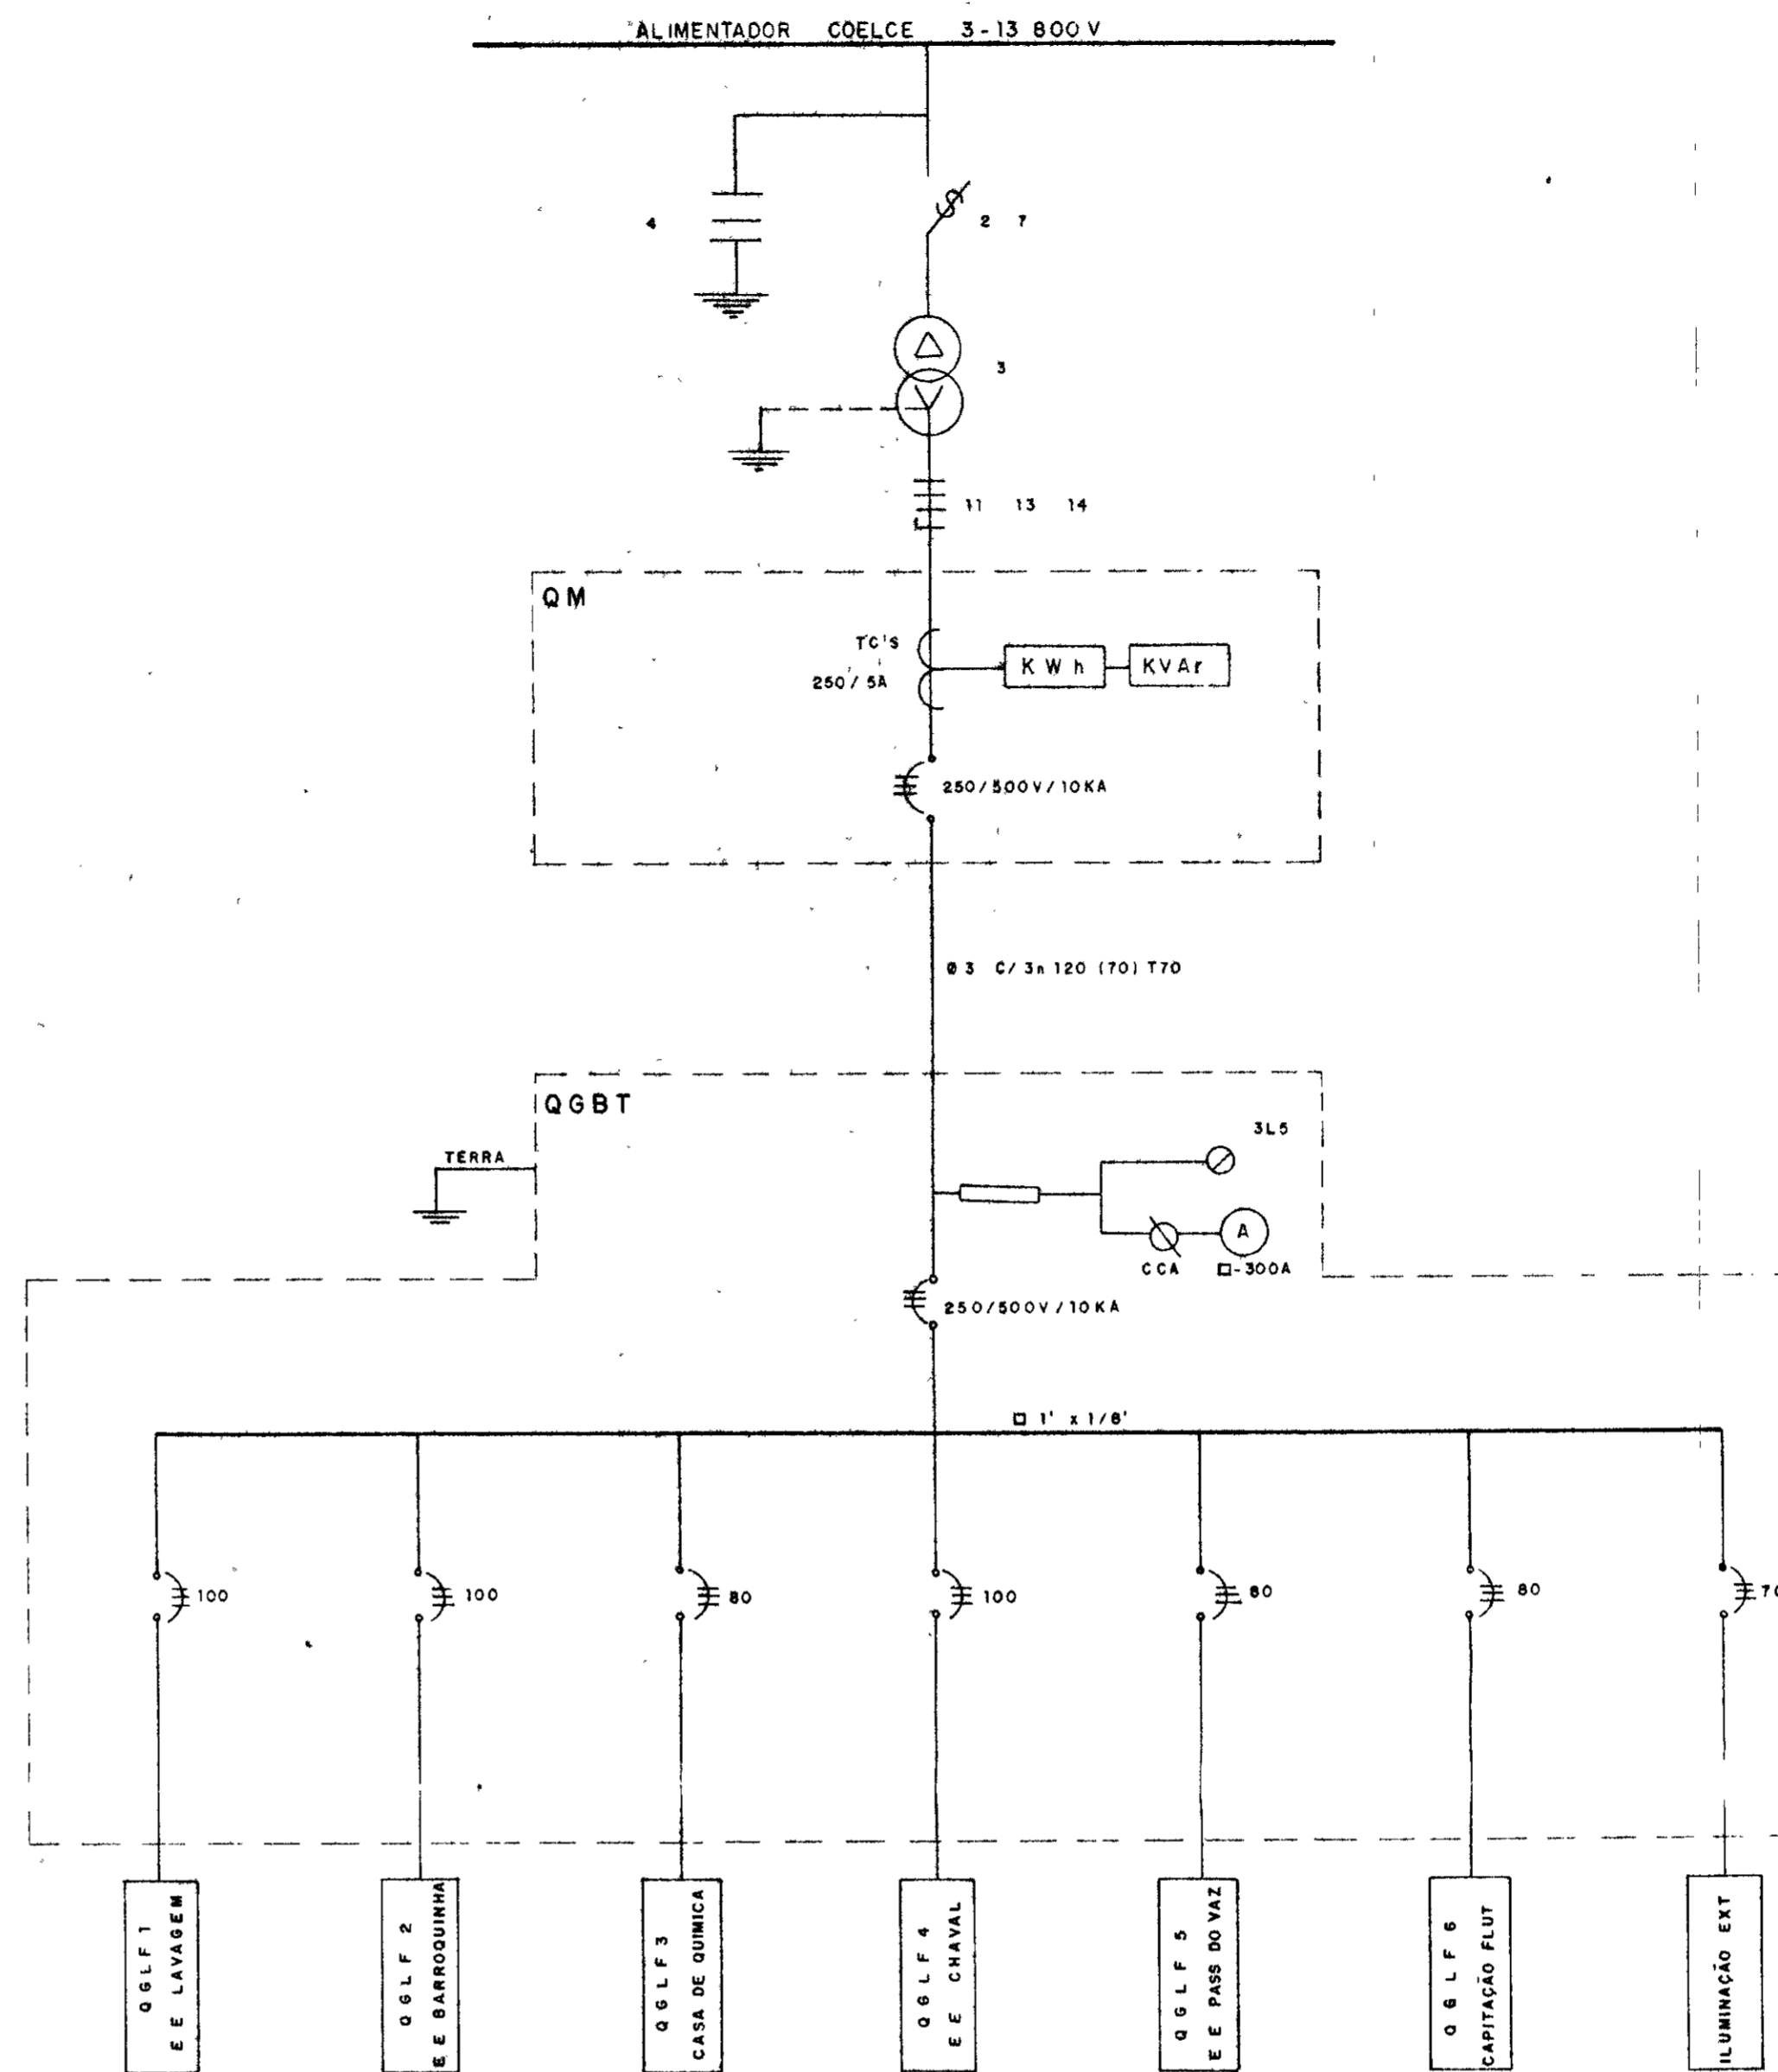 ALIMENTADOR COELCE 3-13 800 V
4
2 7
3
11 13 14
QM
TC'S
250/5A
KWh
KVAr
250/500V/10KA
Ø3 C/3n 120 (70) T70
QGBT
TERRA
3L5
A
CCA
□-300A
250/500V/10KA
□ 1' x 1/8'
100
100
80
100
80
80
70
QGLF 1
E E LAVAGEM
QGLF 2
E E BARROQUINHA
QGLF 3
CASA DE QUIMICA
QGLF 4
E E CHAVAL
QGLF 5
E E PASS DO VAZ
QGLF 6
CAPITAÇÃO FLUT
ILUMINAÇÃO EXT